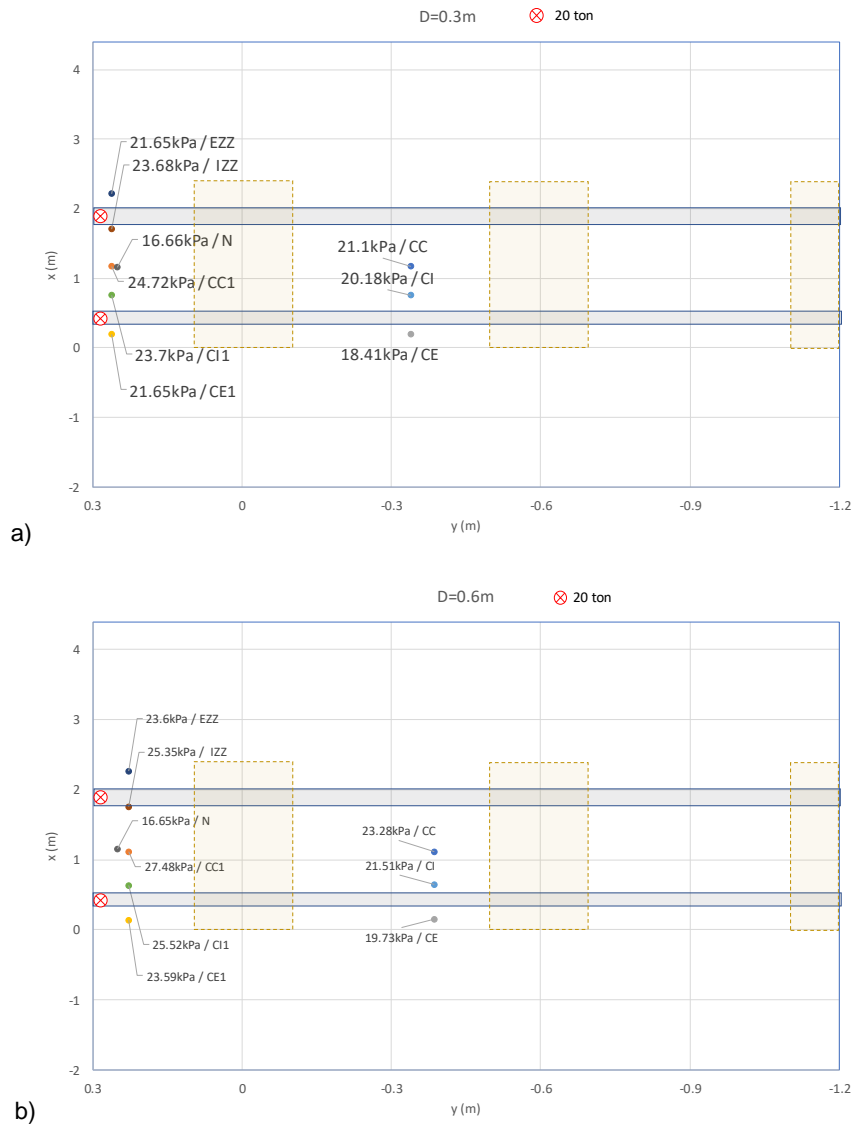 D=0.3m
20 ton
4
3
2
1
0
-1
-2
x (m)
21.65kPa / EZZ
23.68kPa / IZZ
16.66kPa / N
24.72kPa / CC1
23.7kPa / CI1
21.65kPa / CE1
21.1kPa / CC
20.18kPa / CI
18.41kPa / CE
0.3 0 -0.3 -0.6 -0.9 -1.2
y (m)
a)
D=0.6m
20 ton
4
3
2
1
0
-1
-2
x (m)
23.6kPa / EZZ
25.35kPa / IZZ
16.65kPa / N
27.48kPa / CC1
25.52kPa / CI1
23.59kPa / CE1
23.28kPa / CC
21.51kPa / CI
19.73kPa / CE
0.3 0 -0.3 -0.6 -0.9 -1.2
y (m)
b)